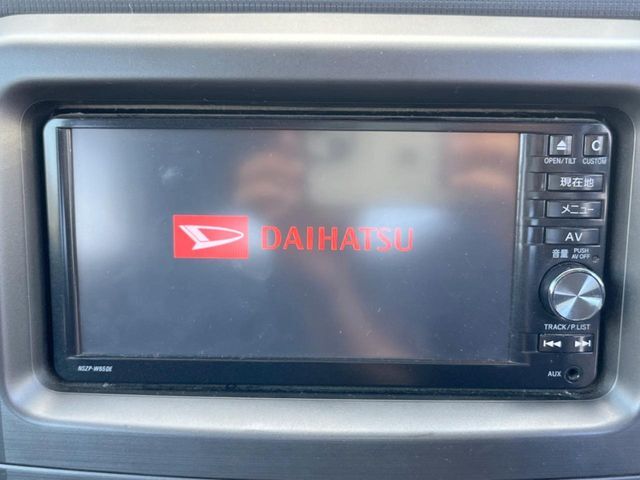 OPEN/TILT CUSTOM
現在地
メニュー
AV
音量 PUSH AV OFF
DAIHATSU
TRACK/P.LIST
NSZP-W65DE
AUX